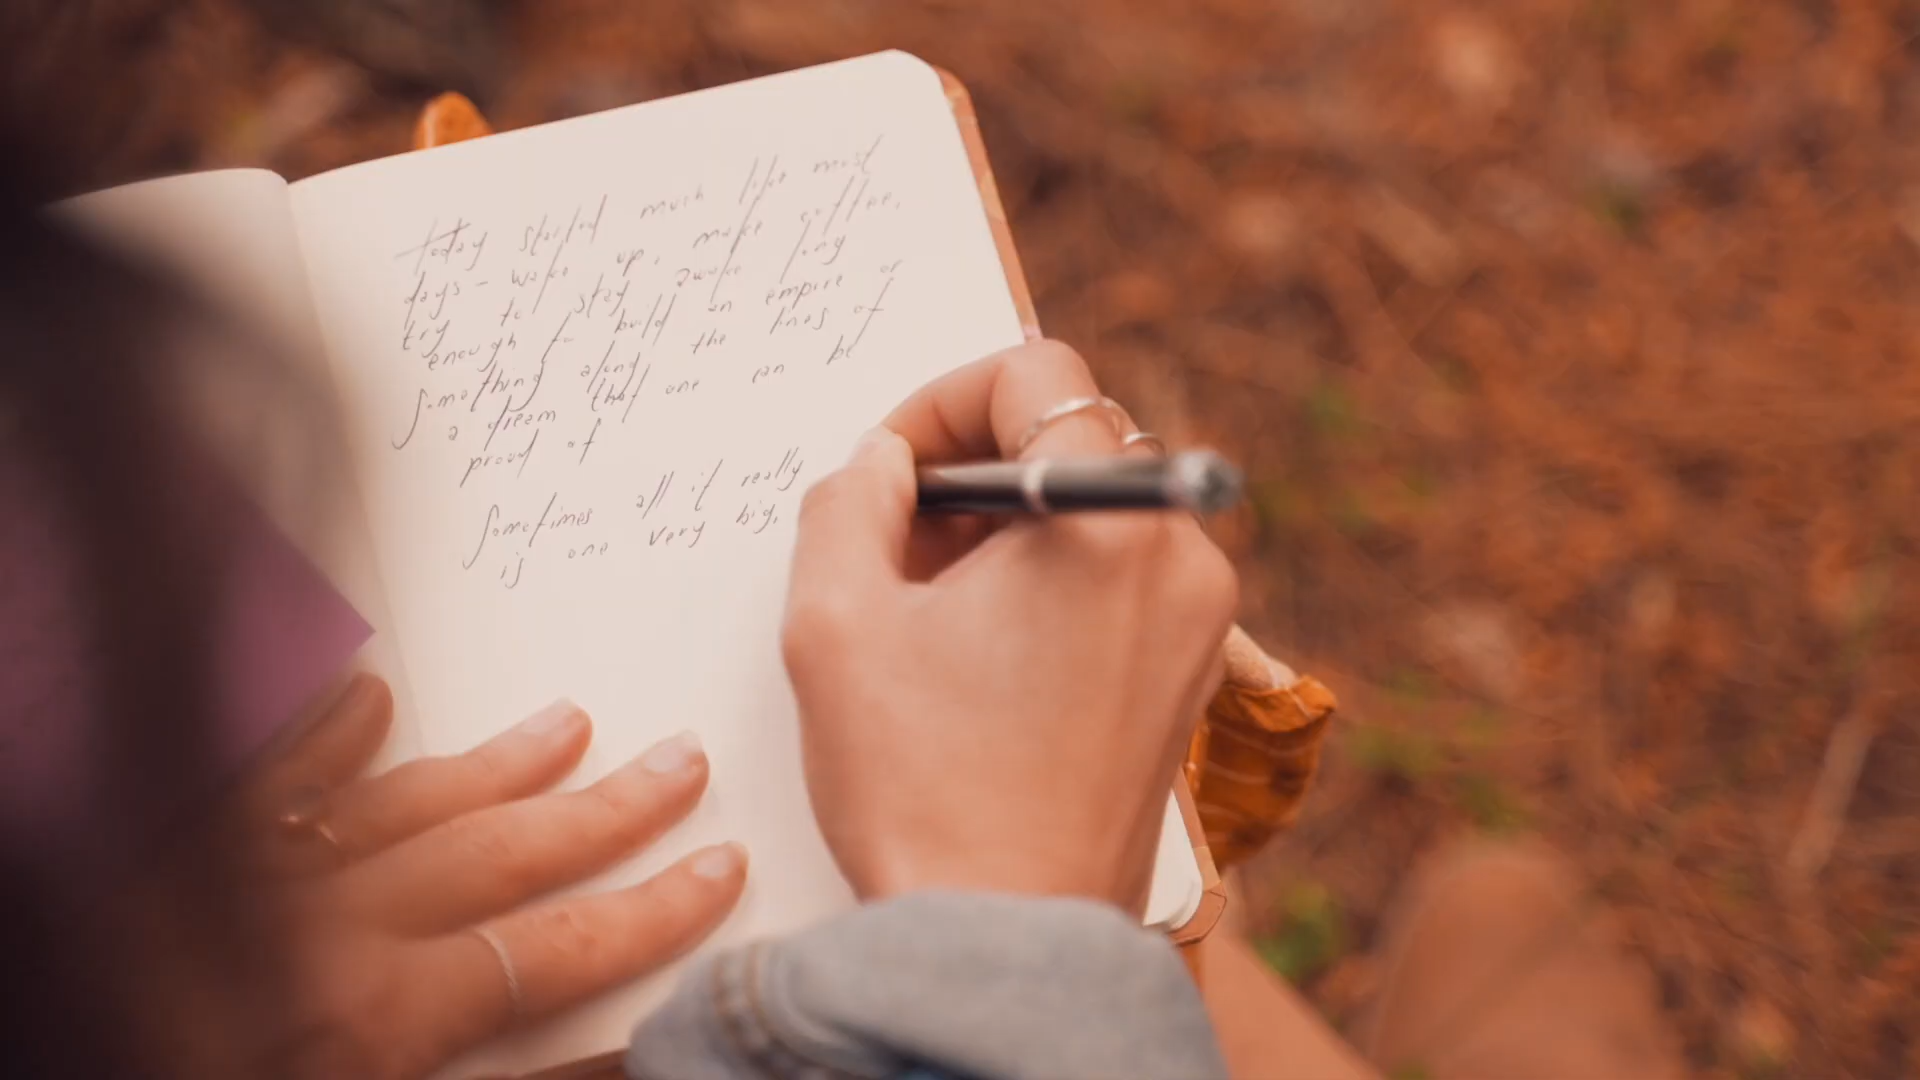 today started much like most
days - wake up, make coffee,
try to stay awake long
enough to build an empire or
something along the lines of
a dream that one can be
proud of
Sometimes all it really
is one very big,